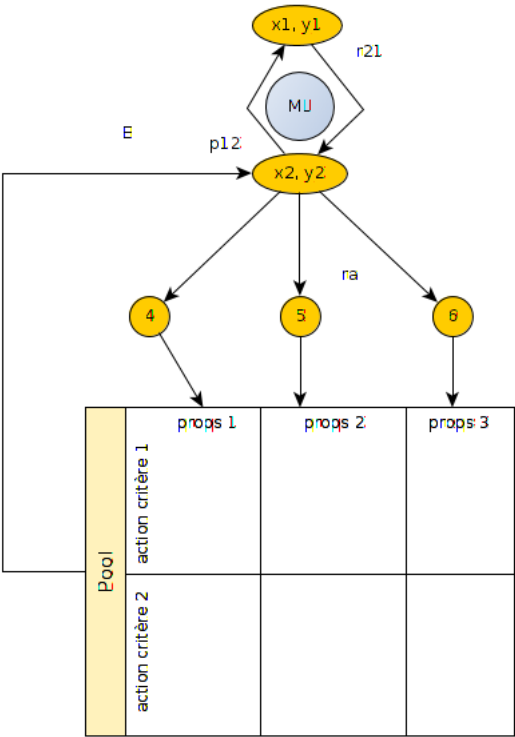 x1, y1
r21
MU
E
p12
x2, y2
ra
4
5
6
props 1
props 2
props 3
action critère 1
Pool
action critère 2